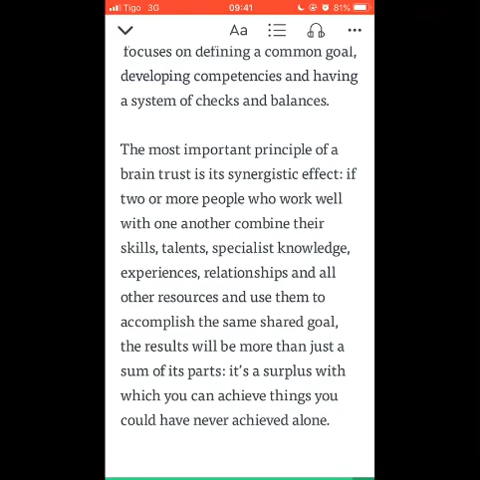 Tigo 3G 09:41 81%
Aa
focuses on defining a common goal,
developing competencies and having
a system of checks and balances.
The most important principle of a
brain trust is its synergistic effect: if
two or more people who work well
with one another combine their
skills, talents, specialist knowledge,
experiences, relationships and all
other resources and use them to
accomplish the same shared goal,
the results will be more than just a
sum of its parts: it's a surplus with
which you can achieve things you
could have never achieved alone.